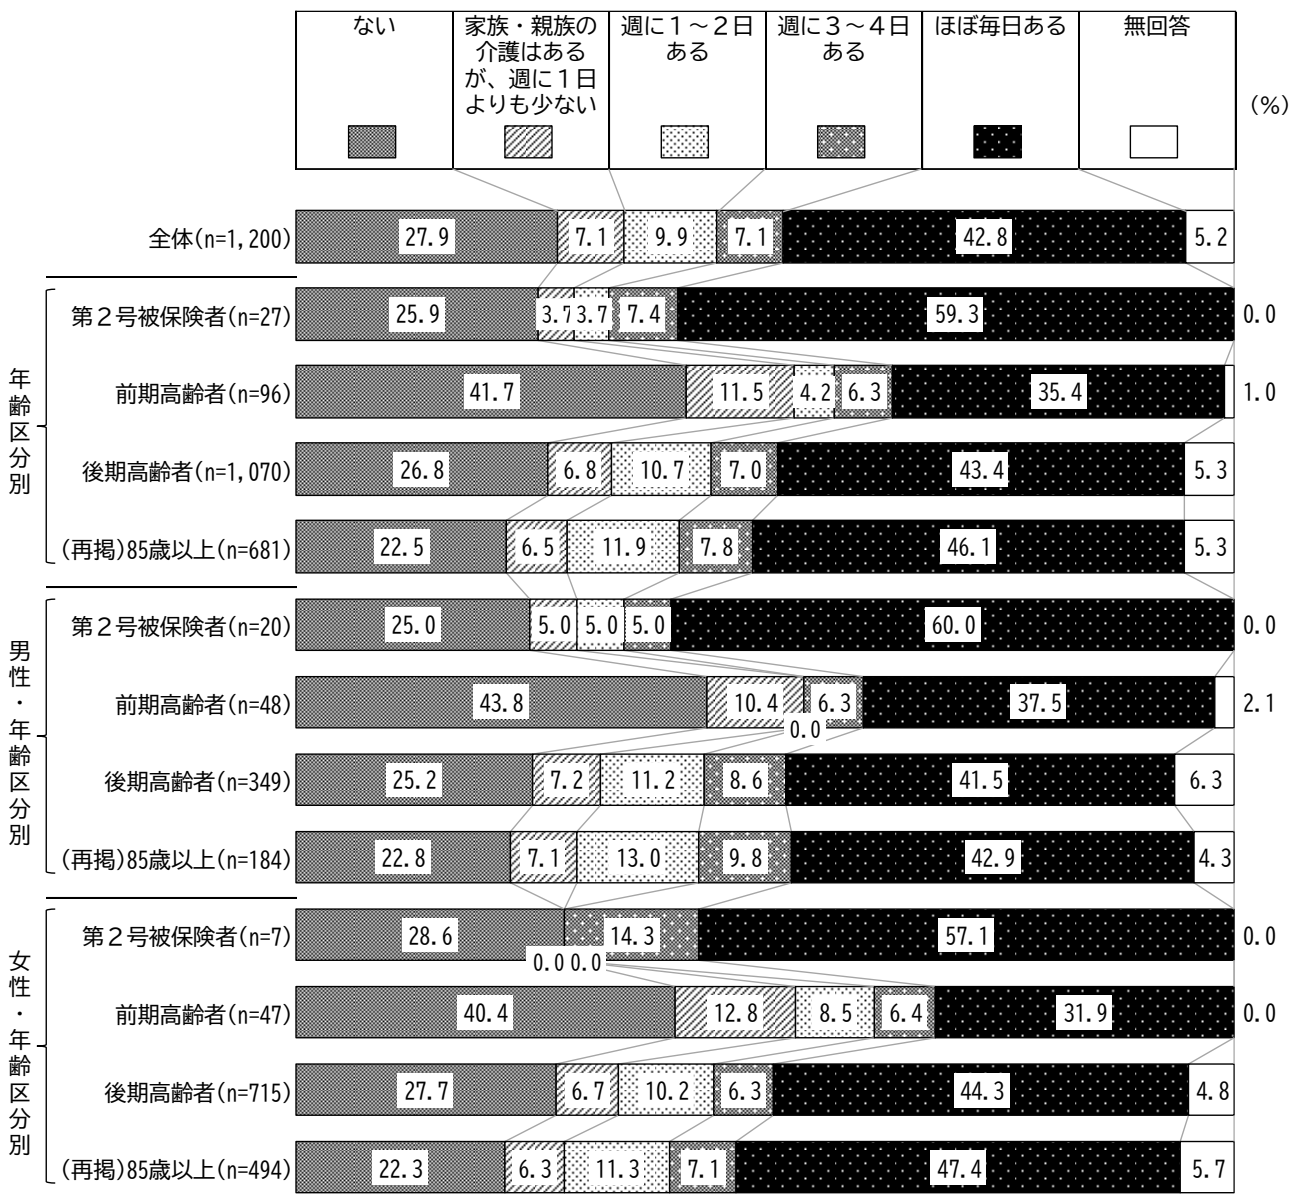 ない
家族・親族の
介護はある
が、週に１日
よりも少ない
週に１～２日
ある
週に３～４日
ある
ほぼ毎日ある
無回答
(%)
全体(n=1,200) 27.9 7.1 9.9 7.1 42.8 5.2
年齢区分別
第２号被保険者(n=27) 25.9 3.7 3.7 7.4 59.3 0.0
前期高齢者(n=96) 41.7 11.5 4.2 6.3 35.4 1.0
後期高齢者(n=1,070) 26.8 6.8 10.7 7.0 43.4 5.3
(再掲)85歳以上(n=681) 22.5 6.5 11.9 7.8 46.1 5.3
男性・年齢区分別
第２号被保険者(n=20) 25.0 5.0 5.0 5.0 60.0 0.0
前期高齢者(n=48) 43.8 10.4 6.3 37.5 2.1
0.0
後期高齢者(n=349) 25.2 7.2 11.2 8.6 41.5 6.3
(再掲)85歳以上(n=184) 22.8 7.1 13.0 9.8 42.9 4.3
女性・年齢区分別
第２号被保険者(n=7) 28.6 14.3 57.1 0.0
0.0 0.0
前期高齢者(n=47) 40.4 12.8 8.5 6.4 31.9 0.0
後期高齢者(n=715) 27.7 6.7 10.2 6.3 44.3 4.8
(再掲)85歳以上(n=494) 22.3 6.3 11.3 7.1 47.4 5.7